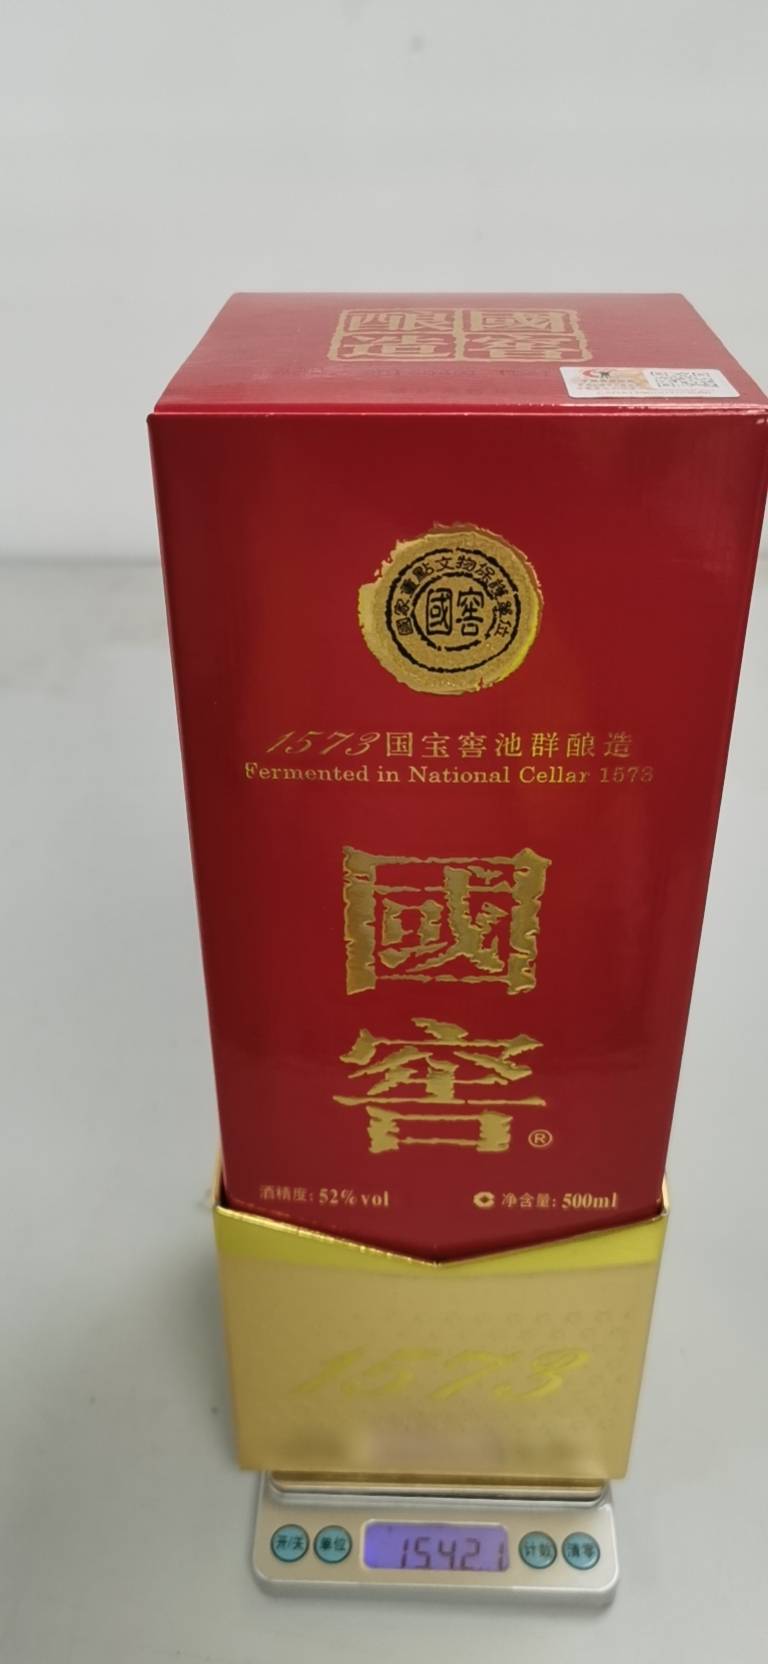 國窖
釀造
國家重點文物保護單位
國窖
1573国宝窖池群酿造
Fermented in National Cellar 1573
國
窖®
酒精度: 52%vol
净含量: 500ml
1573
开/关
单位
1542.1
计数
清零